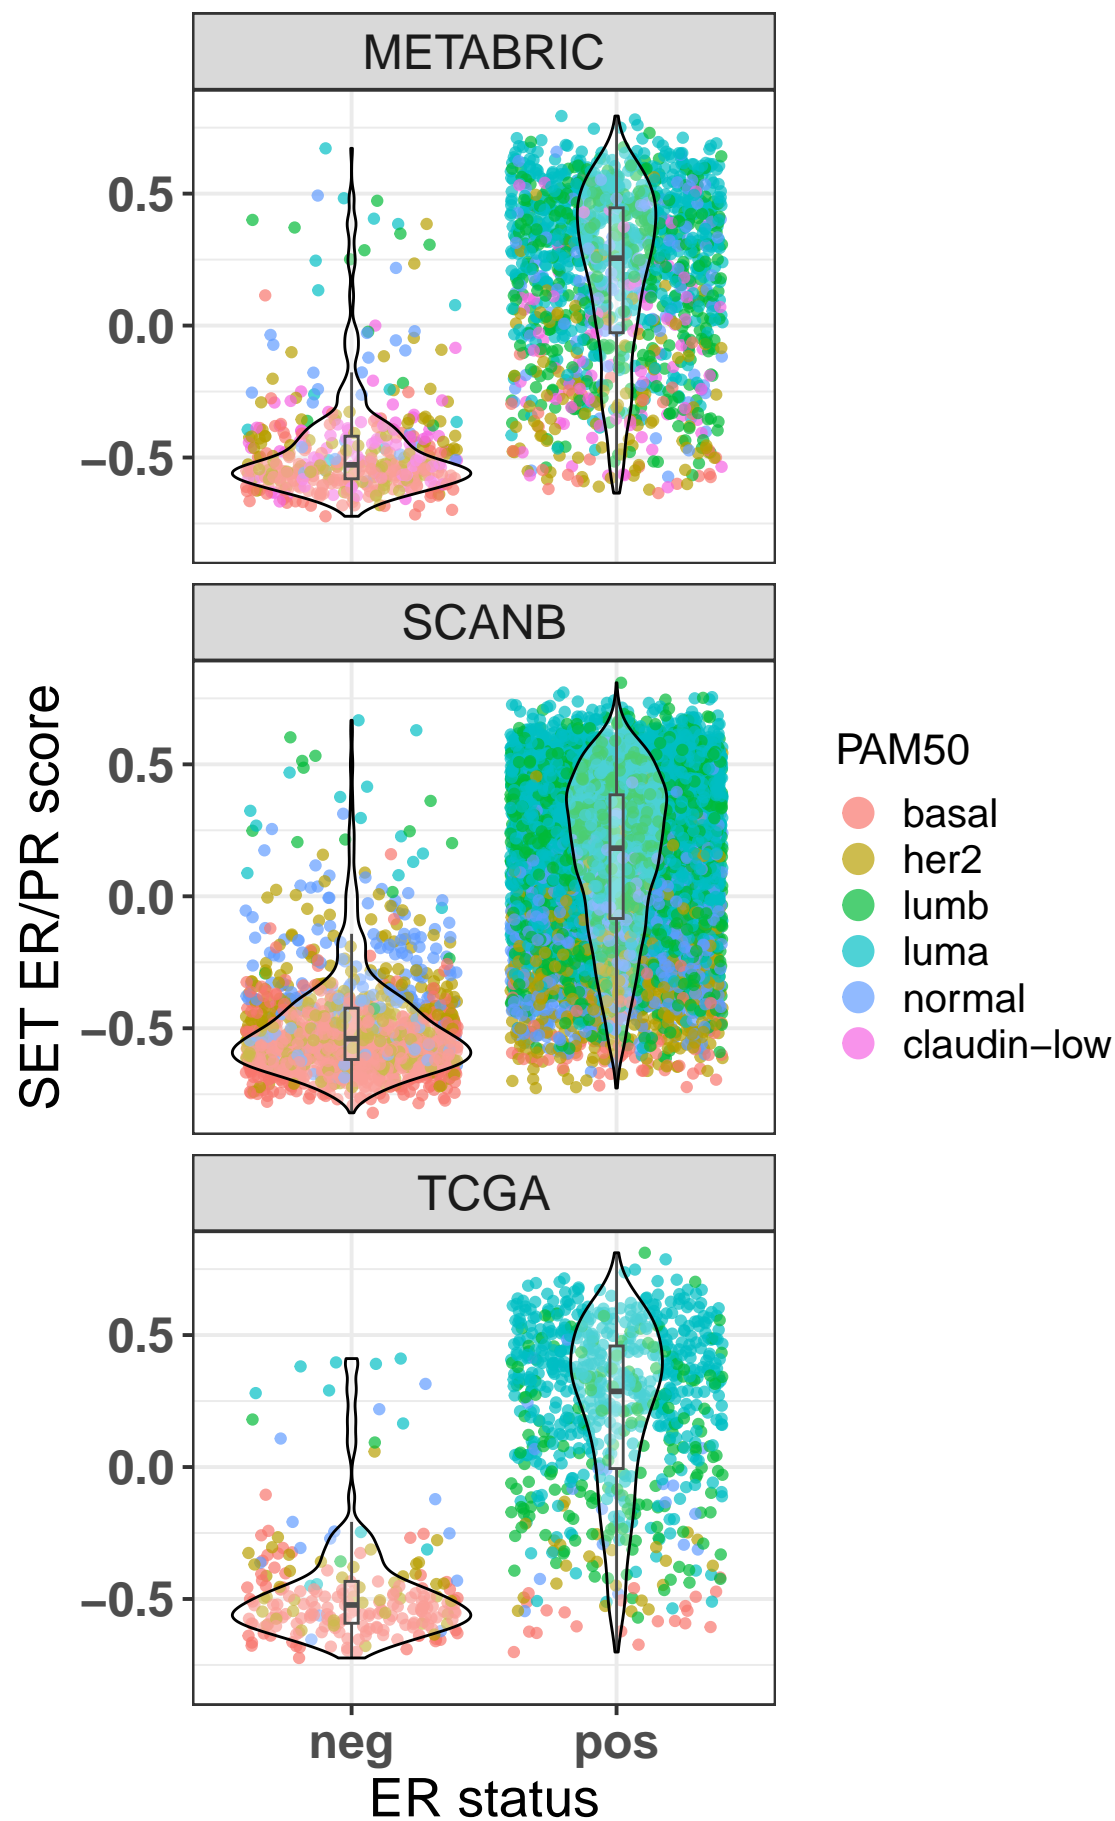 METABRIC
0.5
0.0
−0.5
SCANB
0.5
0.0
−0.5
TCGA
0.5
0.0
−0.5
neg pos
ER status
SET ER/PR score
PAM50
basal
her2
lumb
luma
normal
claudin−low